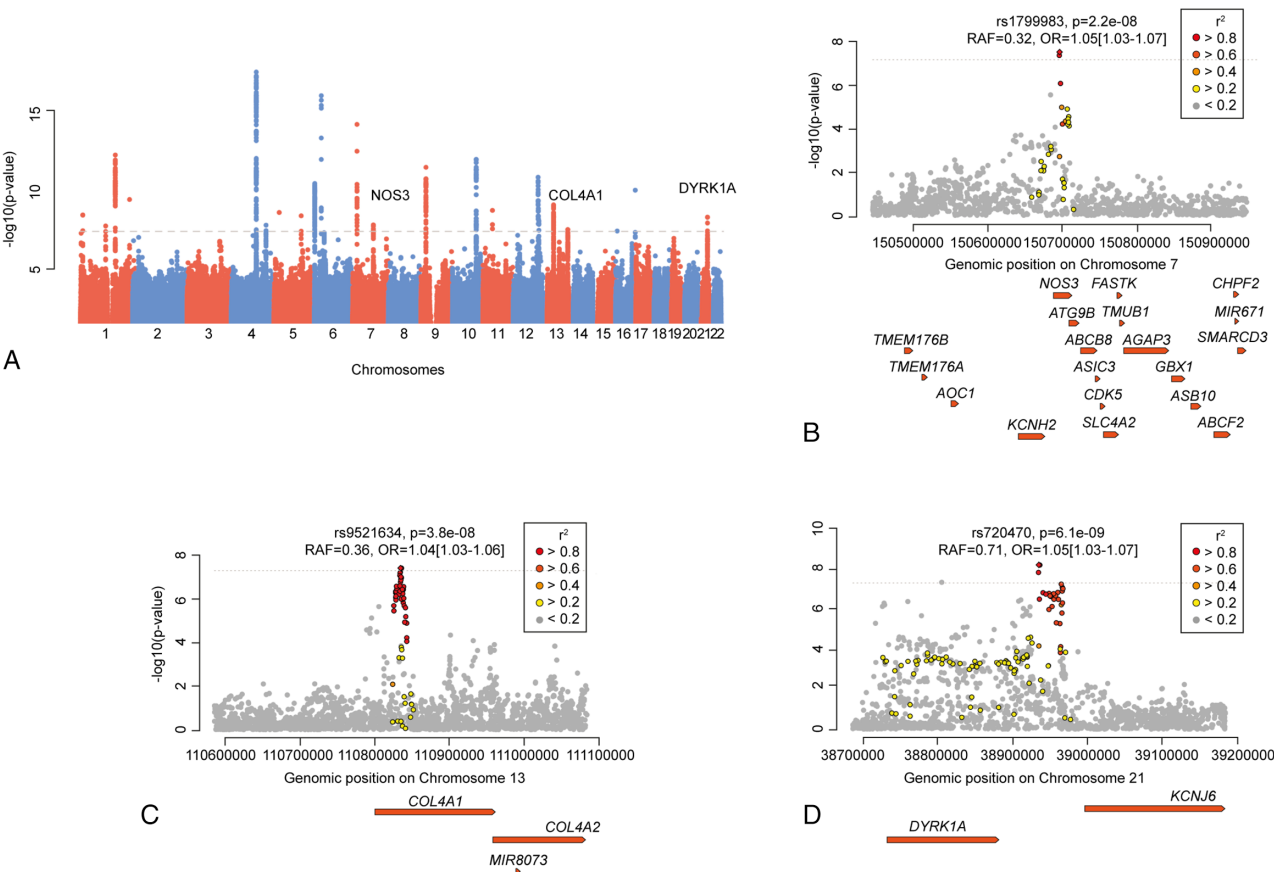 -log10(p-value)
15
10
5
NOS3
COL4A1
DYRK1A
1 2 3 4 5 6 7 8 9 10 11 12 13 14 15 16 17 18 19 20 21 22
Chromosomes
A
rs1799983, p=2.2e-08
RAF=0.32, OR=1.05[1.03-1.07]
r2
> 0.8
> 0.6
> 0.4
> 0.2
< 0.2
-log10(p-value)
8
6
4
2
0
150500000 150600000 150700000 150800000 150900000
Genomic position on Chromosome 7
NOS3 FASTK CHPF2
ATG9B TMUB1 MIR671
TMEM176B ABCB8 AGAP3 SMARCD3
TMEM176A ASIC3 GBX1
AOC1 CDK5 ASB10
KCNH2 SLC4A2 ABCF2
B
rs9521634, p=3.8e-08
RAF=0.36, OR=1.04[1.03-1.06]
r2
> 0.8
> 0.6
> 0.4
> 0.2
< 0.2
-log10(p-value)
8
6
4
2
0
110600000 110700000 110800000 110900000 111000000 111100000
Genomic position on Chromosome 13
COL4A1
COL4A2
MIR8073
C
rs720470, p=6.1e-09
RAF=0.71, OR=1.05[1.03-1.07]
r2
> 0.8
> 0.6
> 0.4
> 0.2
< 0.2
-log10(p-value)
10
8
6
4
2
0
38700000 38800000 38900000 39000000 39100000 39200000
Genomic position on Chromosome 21
KCNJ6
DYRK1A
D